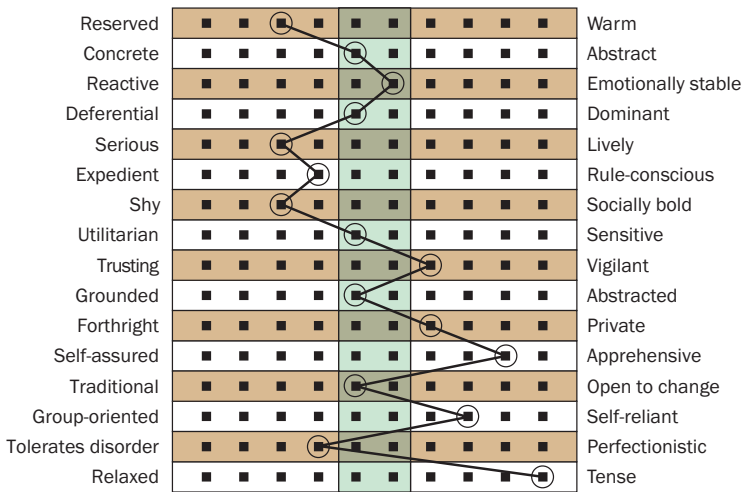 Reserved Warm
Concrete Abstract
Reactive Emotionally stable
Deferential Dominant
Serious Lively
Expedient Rule-conscious
Shy Socially bold
Utilitarian Sensitive
Trusting Vigilant
Grounded Abstracted
Forthright Private
Self-assured Apprehensive
Traditional Open to change
Group-oriented Self-reliant
Tolerates disorder Perfectionistic
Relaxed Tense